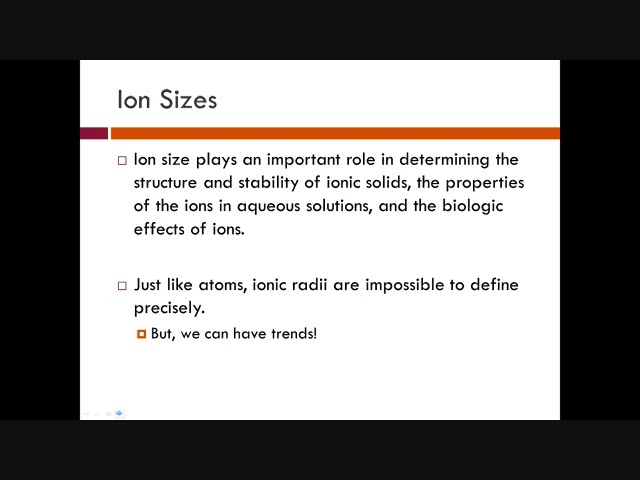 Ion Sizes
Ion size plays an important role in determining the
structure and stability of ionic solids, the properties
of the ions in aqueous solutions, and the biologic
effects of ions.
Just like atoms, ionic radii are impossible to define
precisely.
But, we can have trends!